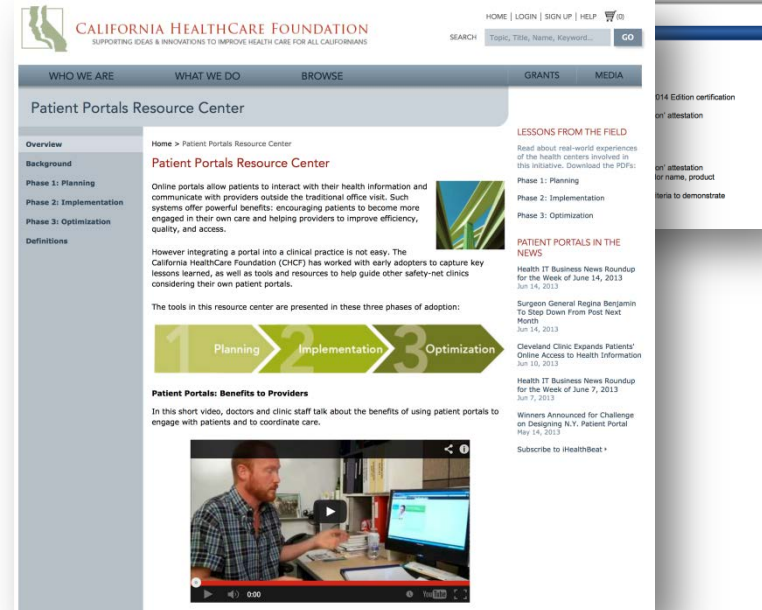 CALIFORNIA HEALTHCARE FOUNDATION
SUPPORTING IDEAS & INNOVATIONS TO IMPROVE HEALTH CARE FOR ALL CALIFORNIANS
HOME | LOGIN | SIGN UP | HELP (0)
SEARCH Topic, Title, Name, Keyword... GO
WHO WE ARE WHAT WE DO BROWSE GRANTS MEDIA
Patient Portals Resource Center
Overview
Background
Phase 1: Planning
Phase 2: Implementation
Phase 3: Optimization
Definitions
Home > Patient Portals Resource Center
Patient Portals Resource Center
Online portals allow patients to interact with their health information and
communicate with providers outside the traditional office visit. Such
systems offer powerful benefits: encouraging patients to become more
engaged in their own care and helping providers to improve efficiency,
quality, and access.
However integrating a portal into a clinical practice is not easy. The
California HealthCare Foundation (CHCF) has worked with early adopters to capture key
lessons learned, as well as tools and resources to help guide other safety-net clinics
considering their own patient portals.
The tools in this resource center are presented in these three phases of adoption:
1 Planning 2 Implementation 3 Optimization
Patient Portals: Benefits to Providers
In this short video, doctors and clinic staff talk about the benefits of using patient portals to
engage with patients and to coordinate care.
0:00 YouTube
LESSONS FROM THE FIELD
Read about real-world experiences
of the health centers involved in
this initiative. Download the PDFs:
Phase 1: Planning
Phase 2: Implementation
Phase 3: Optimization
PATIENT PORTALS IN THE
NEWS
Health IT Business News Roundup
for the Week of June 14, 2013
Jun 14, 2013
Surgeon General Regina Benjamin
To Step Down From Post Next
Month
Jun 14, 2013
Cleveland Clinic Expands Patients'
Online Access to Health Information
Jun 10, 2013
Health IT Business News Roundup
for the Week of June 7, 2013
Jun 7, 2013
Winners Announced for Challenge
on Designing N.Y. Patient Portal
May 14, 2013
Subscribe to iHealthBeat
014 Edition certification
on' attestation
on' attestation
or name, product
iteria to demonstrate